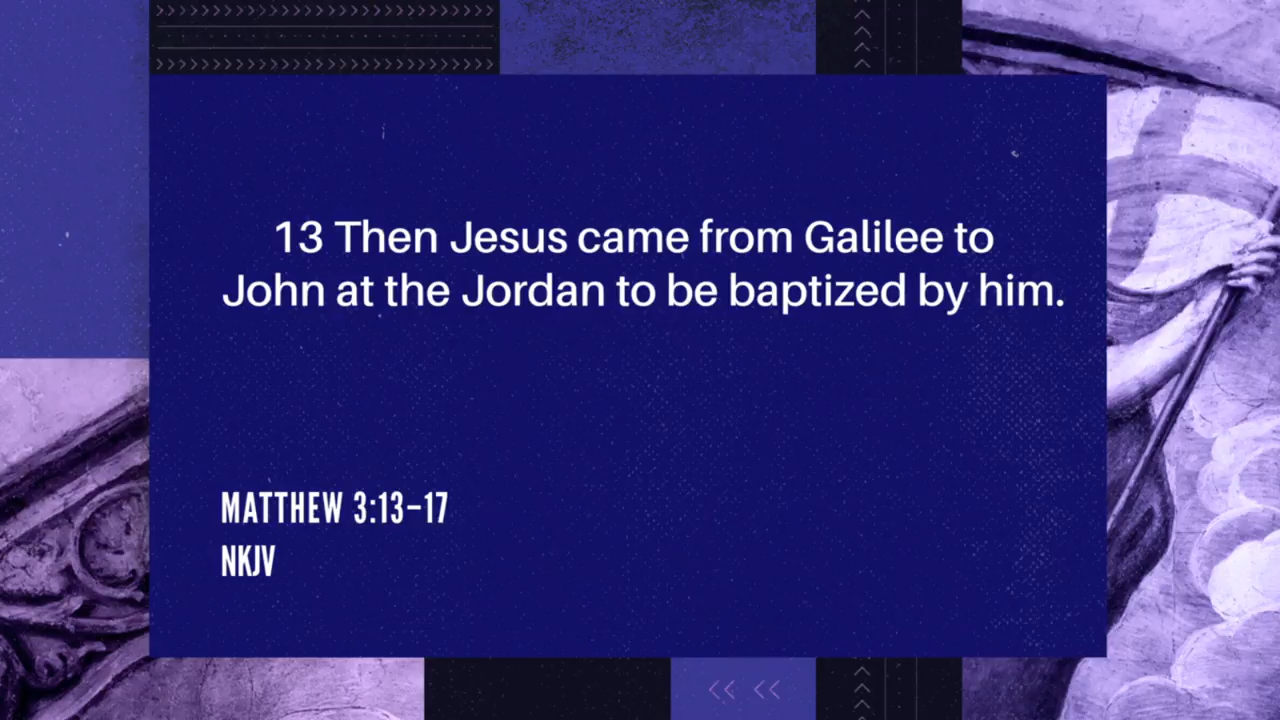 13 Then Jesus came from Galilee to
John at the Jordan to be baptized by him.
MATTHEW 3:13–17
NKJV